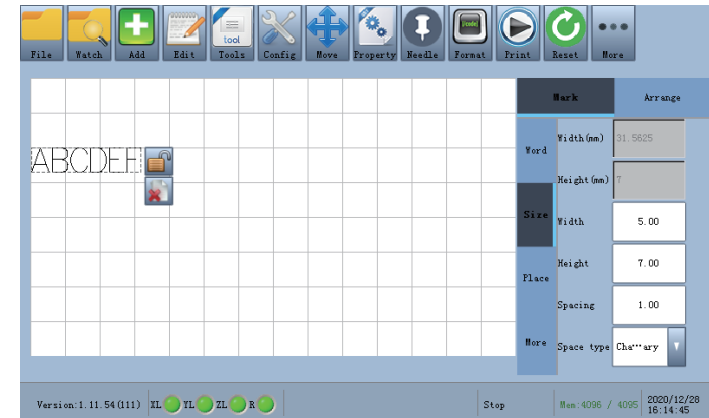 File Watch Add Edit Tools Config Move Property Needle Format Print Reset More
tool
Mark Arrange
Word
Size
Place
More
Width(mm) 31.5625
Height(mm) 7
Width 5.00
Height 7.00
Spacing 1.00
Space type Cha···ary
ABCDEF
Version:1.11.54(111) XL YL ZL R Stop Mem:4096 / 4095 2020/12/28
16:14:45